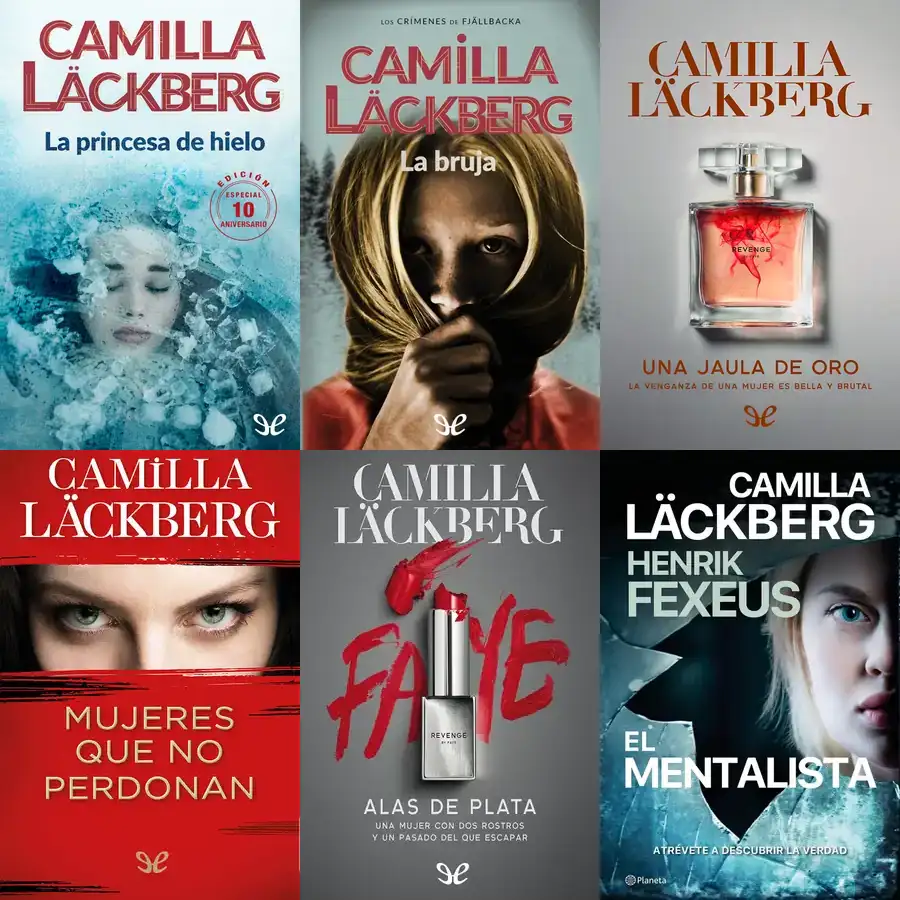 CAMILLA
LÄCKBERG
La princesa de hielo
EDICIÓN
ESPECIAL
10
ANIVERSARIO
LOS CRÍMENES DE FJÄLLBACKA
CAMILLA
LÄCKBERG
La bruja
CAMILLA
LÄCKBERG
REVENGE
UNA JAULA DE ORO
LA VENGANZA DE UNA MUJER ES BELLA Y BRUTAL
CAMILLA
LÄCKBERG
MUJERES
QUE NO
PERDONAN
CAMILLA
LÄCKBERG
FAYE
REVENGE
BY FAYE
ALAS DE PLATA
UNA MUJER CON DOS ROSTROS
Y UN PASADO DEL QUE ESCAPAR
CAMILLA
LÄCKBERG
HENRIK
FEXEUS
EL
MENTALISTA
ATRÉVETE A DESCUBRIR LA VERDAD
Planeta